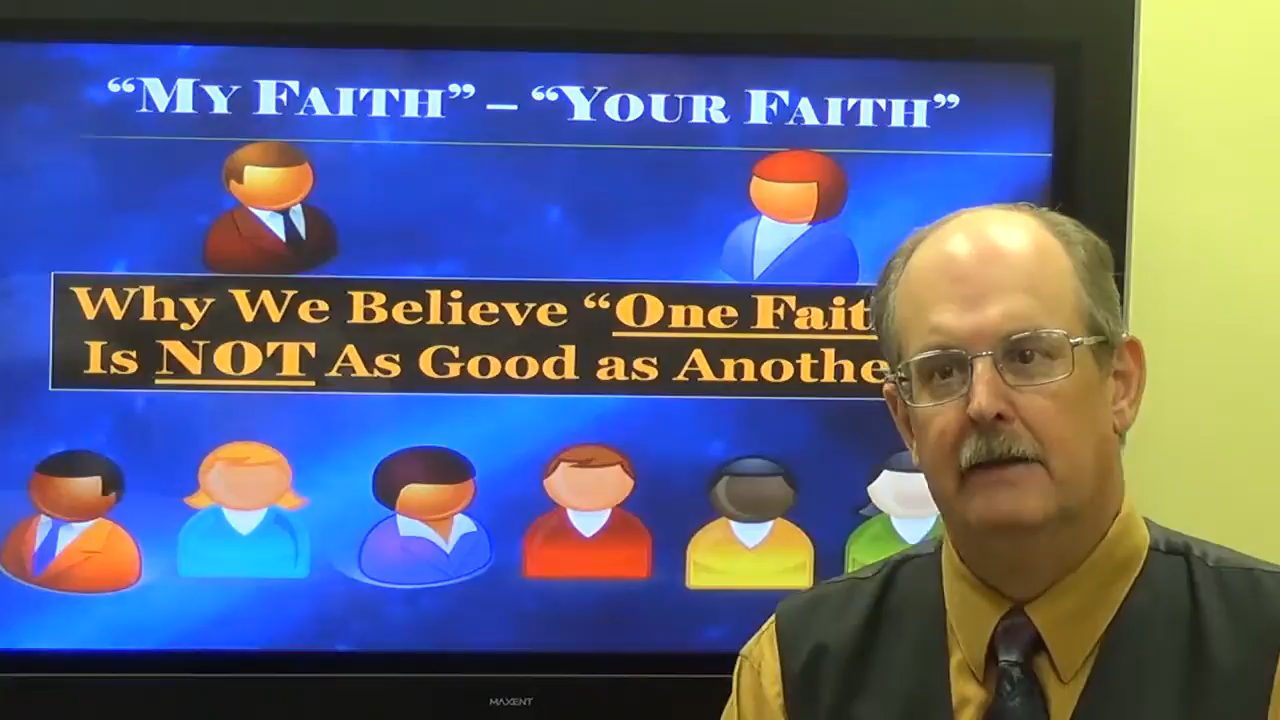 “MY FAITH” – “YOUR FAITH”
Why We Believe “One Fait
Is NOT As Good as Anothe
MAXENT